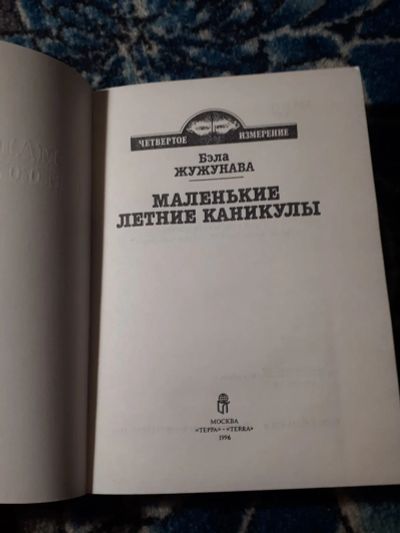 ЧЕТВЕРТОЕ ИЗМЕРЕНИЕ
Бэла
ЖУЖУНАВА
МАЛЕНЬКИЕ
ЛЕТНИЕ КАНИКУЛЫ
МОСКВА
«ТЕРРА»–«TERRA»
1996